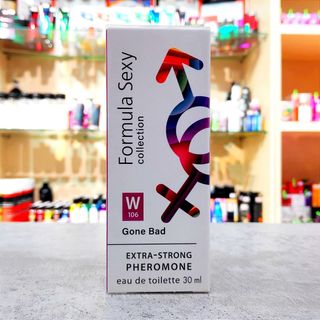 Formula Sexy
collection
W
106
Gone Bad
EXTRA-STRONG
PHEROMONE
eau de toilette 30 ml